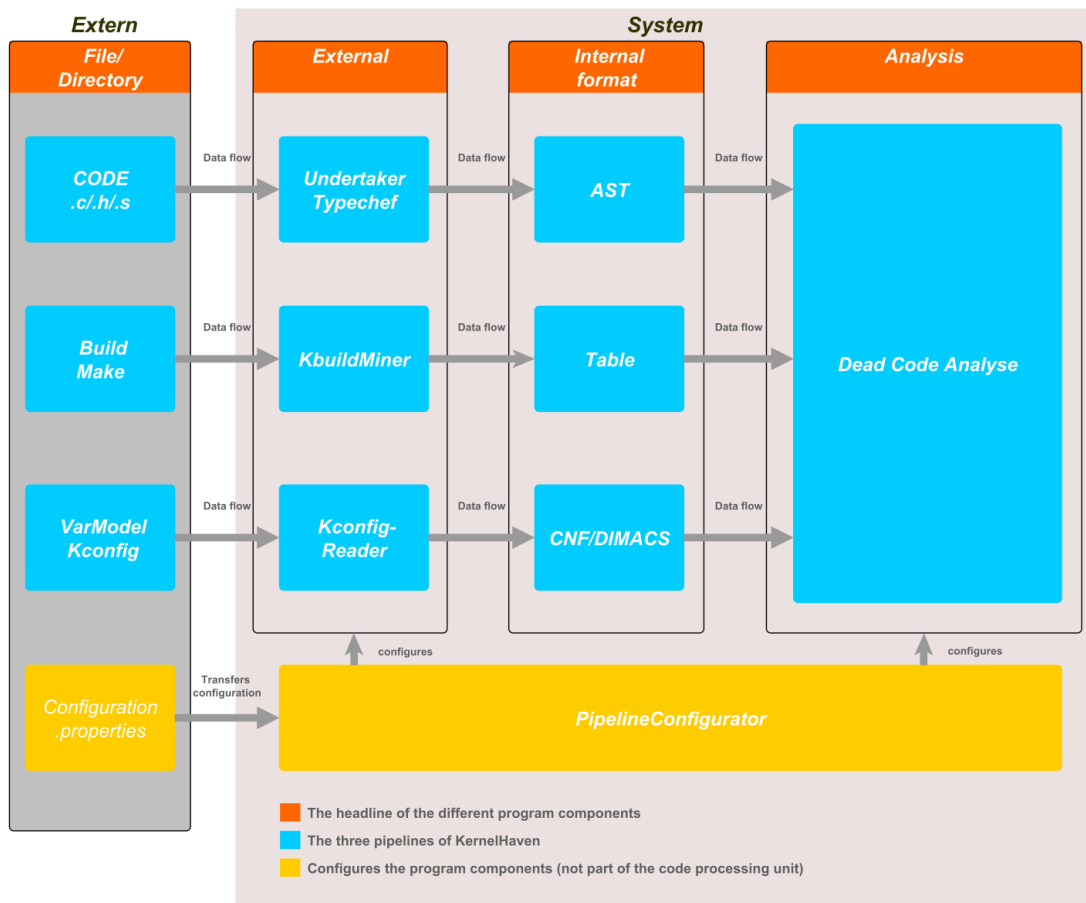 Extern
System
File/
Directory
External
Internal
format
Analysis
CODE
.c/.h/.s
Data flow
Undertaker
Typechef
Data flow
AST
Data flow
Build
Make
Data flow
KbuildMiner
Data flow
Table
Data flow
Dead Code Analyse
VarModel
Kconfig
Data flow
Kconfig-
Reader
Data flow
CNF/DIMACS
Data flow
configures
configures
Configuration
.properties
Transfers
configuration
PipelineConfigurator
The headline of the different program components
The three pipelines of KernelHaven
Configures the program components (not part of the code processing unit)